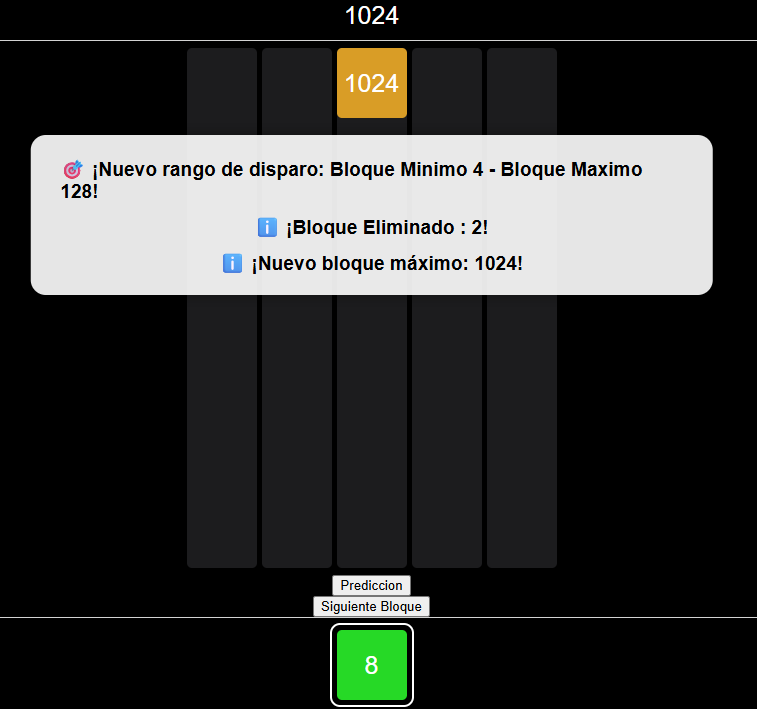 1024
1024
🎯 ¡Nuevo rango de disparo: Bloque Minimo 4 - Bloque Maximo
128!
ℹ️ ¡Bloque Eliminado : 2!
ℹ️ ¡Nuevo bloque máximo: 1024!
Prediccion
Siguiente Bloque
8